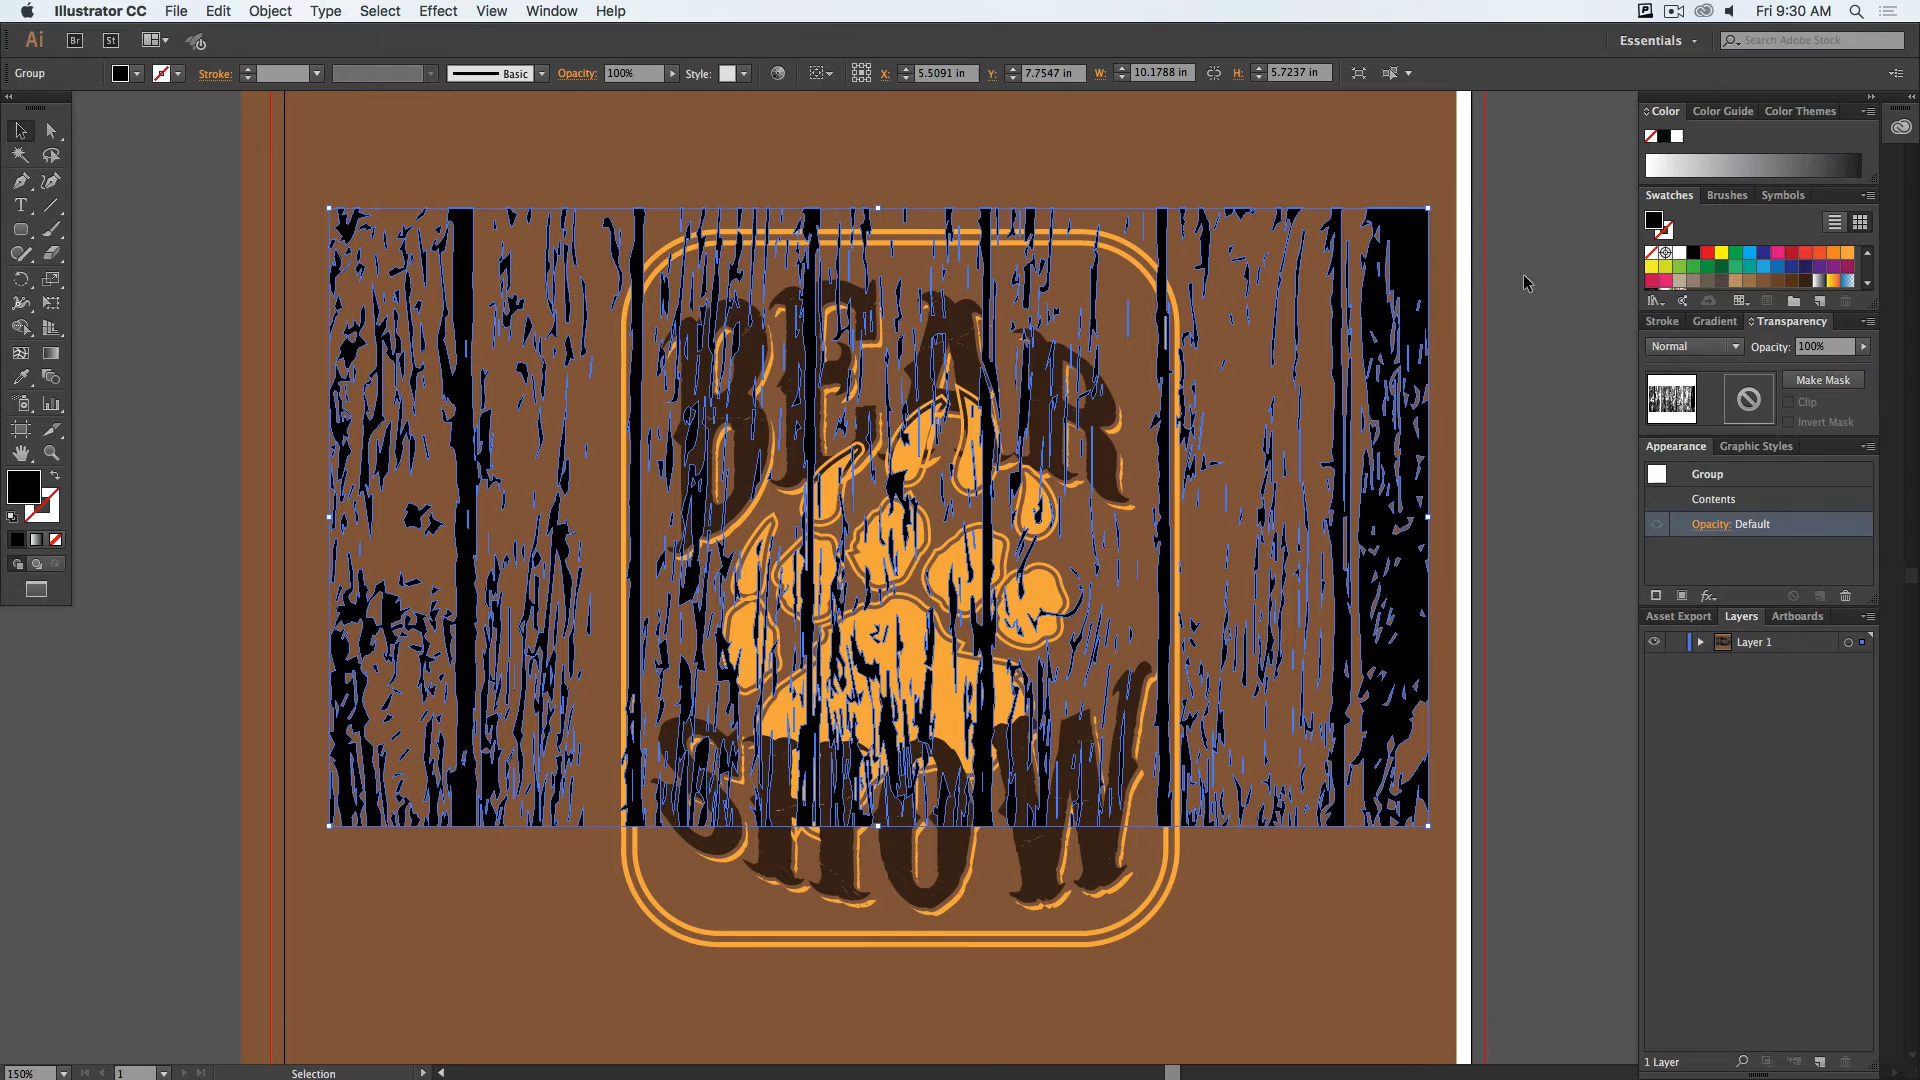 Illustrator CC File Edit Object Type Select Effect View Window Help Fri 9:30 AM
Ai Br St Essentials Search Adobe Stock
Group Stroke: Basic Opacity: 100% Style: X: 5.5091 in Y: 7.7547 in W: 10.1788 in H: 5.7237 in
Color Color Guide Color Themes
Swatches Brushes Symbols
Stroke Gradient Transparency
Normal Opacity: 100%
Make Mask
Clip
Invert Mask
Appearance Graphic Styles
Group
Contents
Opacity: Default
fx
Asset Export Layers Artboards
Layer 1
BEAR
SHOW
1 Layer
150% 1 Selection